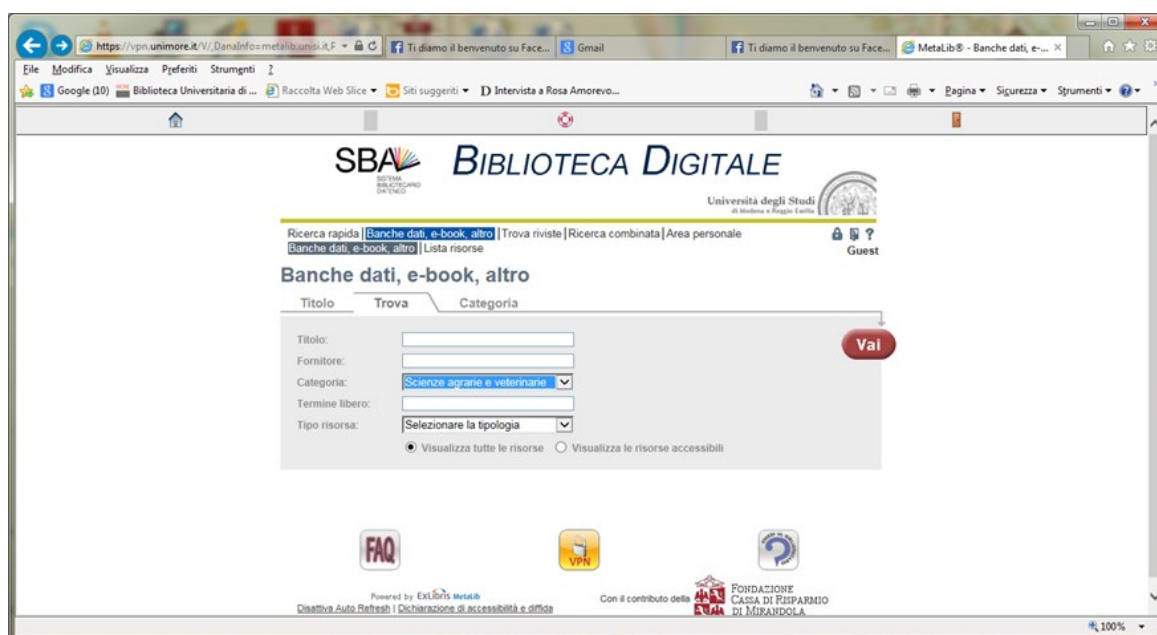 https://vpn.unimore.it/V/,DanaInfo=metalib.unisi.it,P
Ti diamo il benvenuto su Face...
Gmail
Ti diamo il benvenuto su Face...
MetaLib® - Banche dati, e-...
File Modifica Visualizza Preferiti Strumenti ?
Google (10) Biblioteca Universitaria di ... Raccolta Web Slice Siti suggeriti D Intervista a Rosa Amorevo... Pagina Sicurezza Strumenti
SBA BIBLIOTECA DIGITALE
SISTEMA
BIBLIOTECARIO
DI ATENEO
Università degli Studi
di Modena e Reggio Emilia
Ricerca rapida | Banche dati, e-book, altro | Trova riviste | Ricerca combinata | Area personale
Banche dati, e-book, altro | Lista risorse
Guest
Banche dati, e-book, altro
Titolo Trova Categoria
Titolo:
Vai
Fornitore:
Categoria: Scienze agrarie e veterinarie
Termine libero:
Tipo risorsa: Selezionare la tipologia
Visualizza tutte le risorse Visualizza le risorse accessibili
FAQ
VPN
Powered by ExLibris MetaLib
Disattiva Auto Refresh | Dichiarazione di accessibilità e diffida
Con il contributo della
FONDAZIONE
CASSA DI RISPARMIO
DI MIRANDOLA
100%